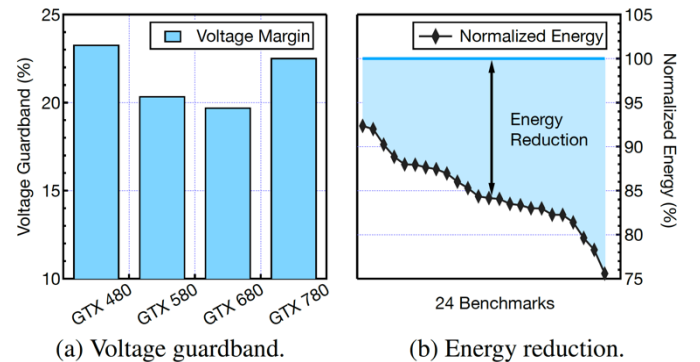 Voltage Guardband (%)
25
20
15
10
Voltage Margin
GTX 480
GTX 580
GTX 680
GTX 780
(a) Voltage guardband.
Normalized Energy
Energy
Reduction
100
95
90
85
80
75
100
Normalized Energy (%)
24 Benchmarks
(b) Energy reduction.